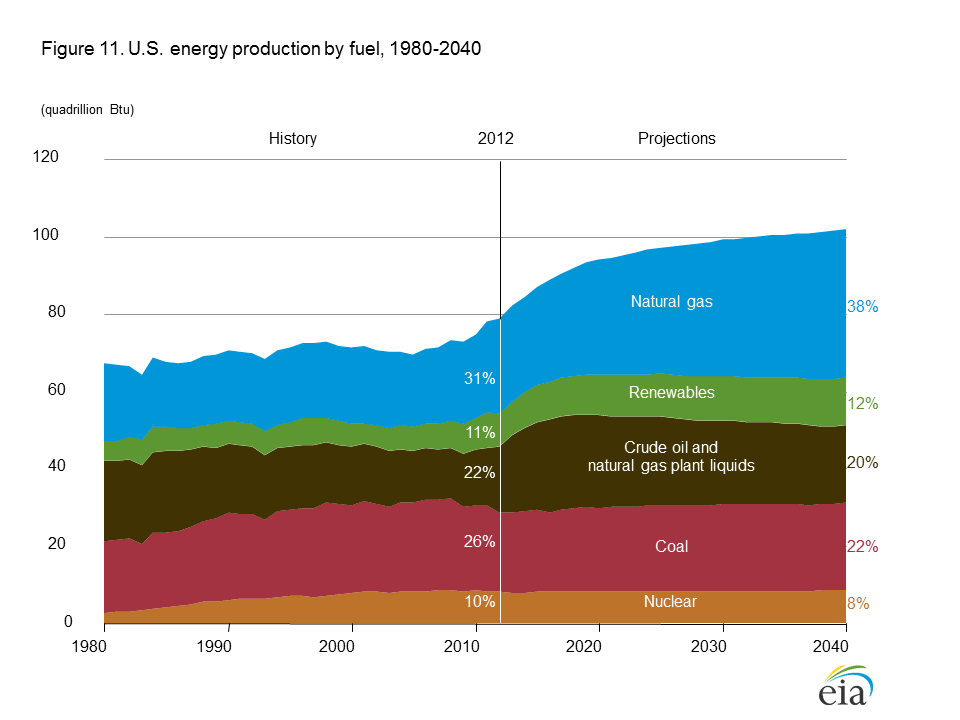 Figure 11. U.S. energy production by fuel, 1980-2040
(quadrillion Btu)
History 2012 Projections
120
100
80
60
40
20
0
Natural gas
38%
31%
Renewables
12%
11%
Crude oil and
natural gas plant liquids
20%
22%
26%
Coal
22%
10%
Nuclear
8%
1980 1990 2000 2010 2020 2030 2040
eia